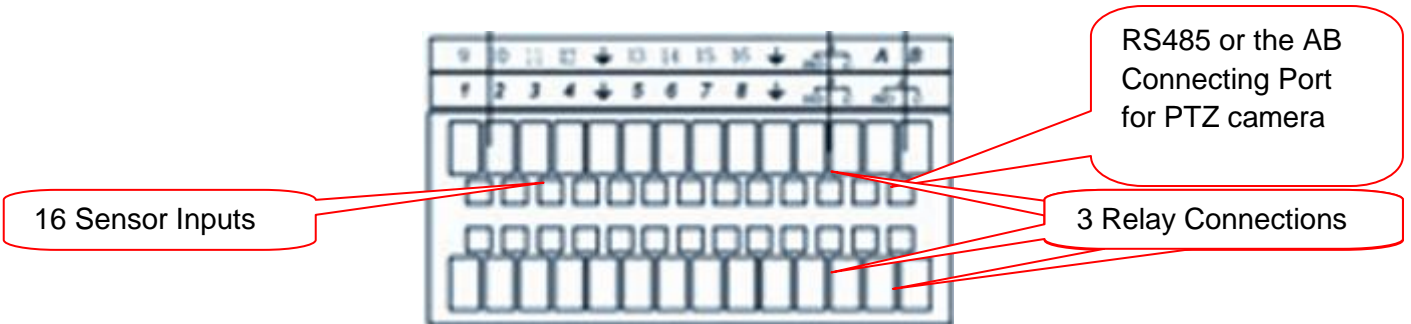 RS485 or the AB
Connecting Port
for PTZ camera
9 10 11 12 13 14 15 16 A B
1 2 3 4 5 6 7 8
16 Sensor Inputs
3 Relay Connections